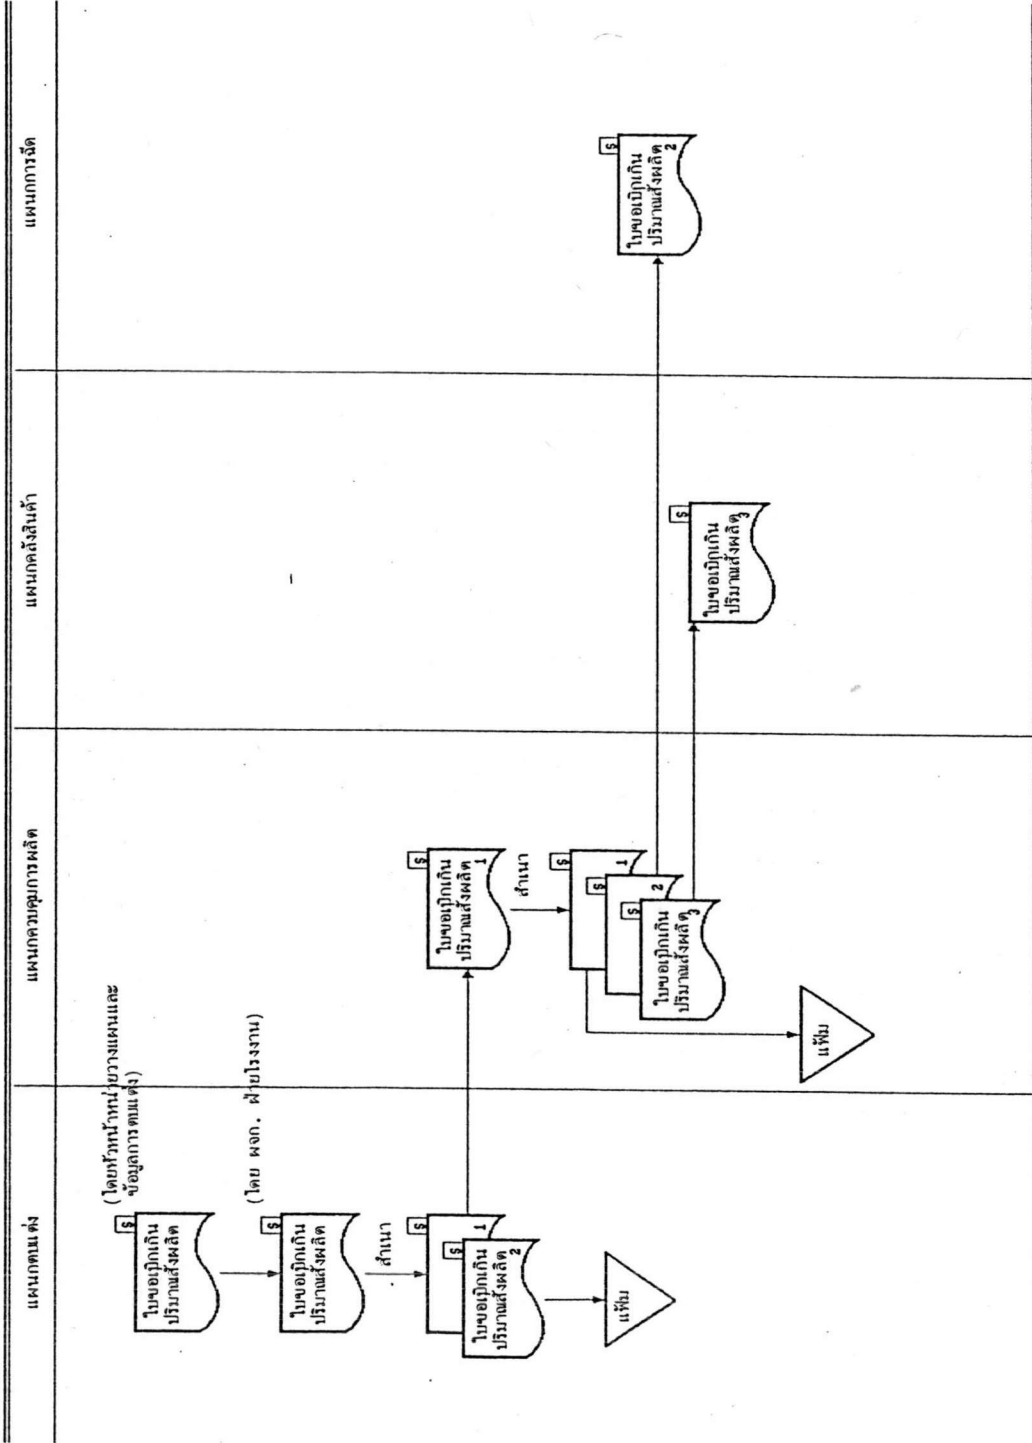 แผนกตบแต่ง
แผนกควบคุมการผลิต
แผนกคลังสินค้า
แผนกการฉีด
(โดยหัวหน้าหน่วยวางแผนและ
ข้อมูลการตบแต่ง)
S
ใบขอเบิกเกิน
ปริมาณสั่งผลิต
(โดย ผจก. ฝ่ายโรงงาน)
S
ใบขอเบิกเกิน
ปริมาณสั่งผลิต
สำเนา
S
1
S
ใบขอเบิกเกิน
ปริมาณสั่งผลิต
2
แฟ้ม
S
ใบขอเบิกเกิน
ปริมาณสั่งผลิต
1
สำเนา
S
1
S
2
S
ใบขอเบิกเกิน
ปริมาณสั่งผลิต
3
แฟ้ม
S
ใบขอเบิกเกิน
ปริมาณสั่งผลิต
3
S
ใบขอเบิกเกิน
ปริมาณสั่งผลิต
2